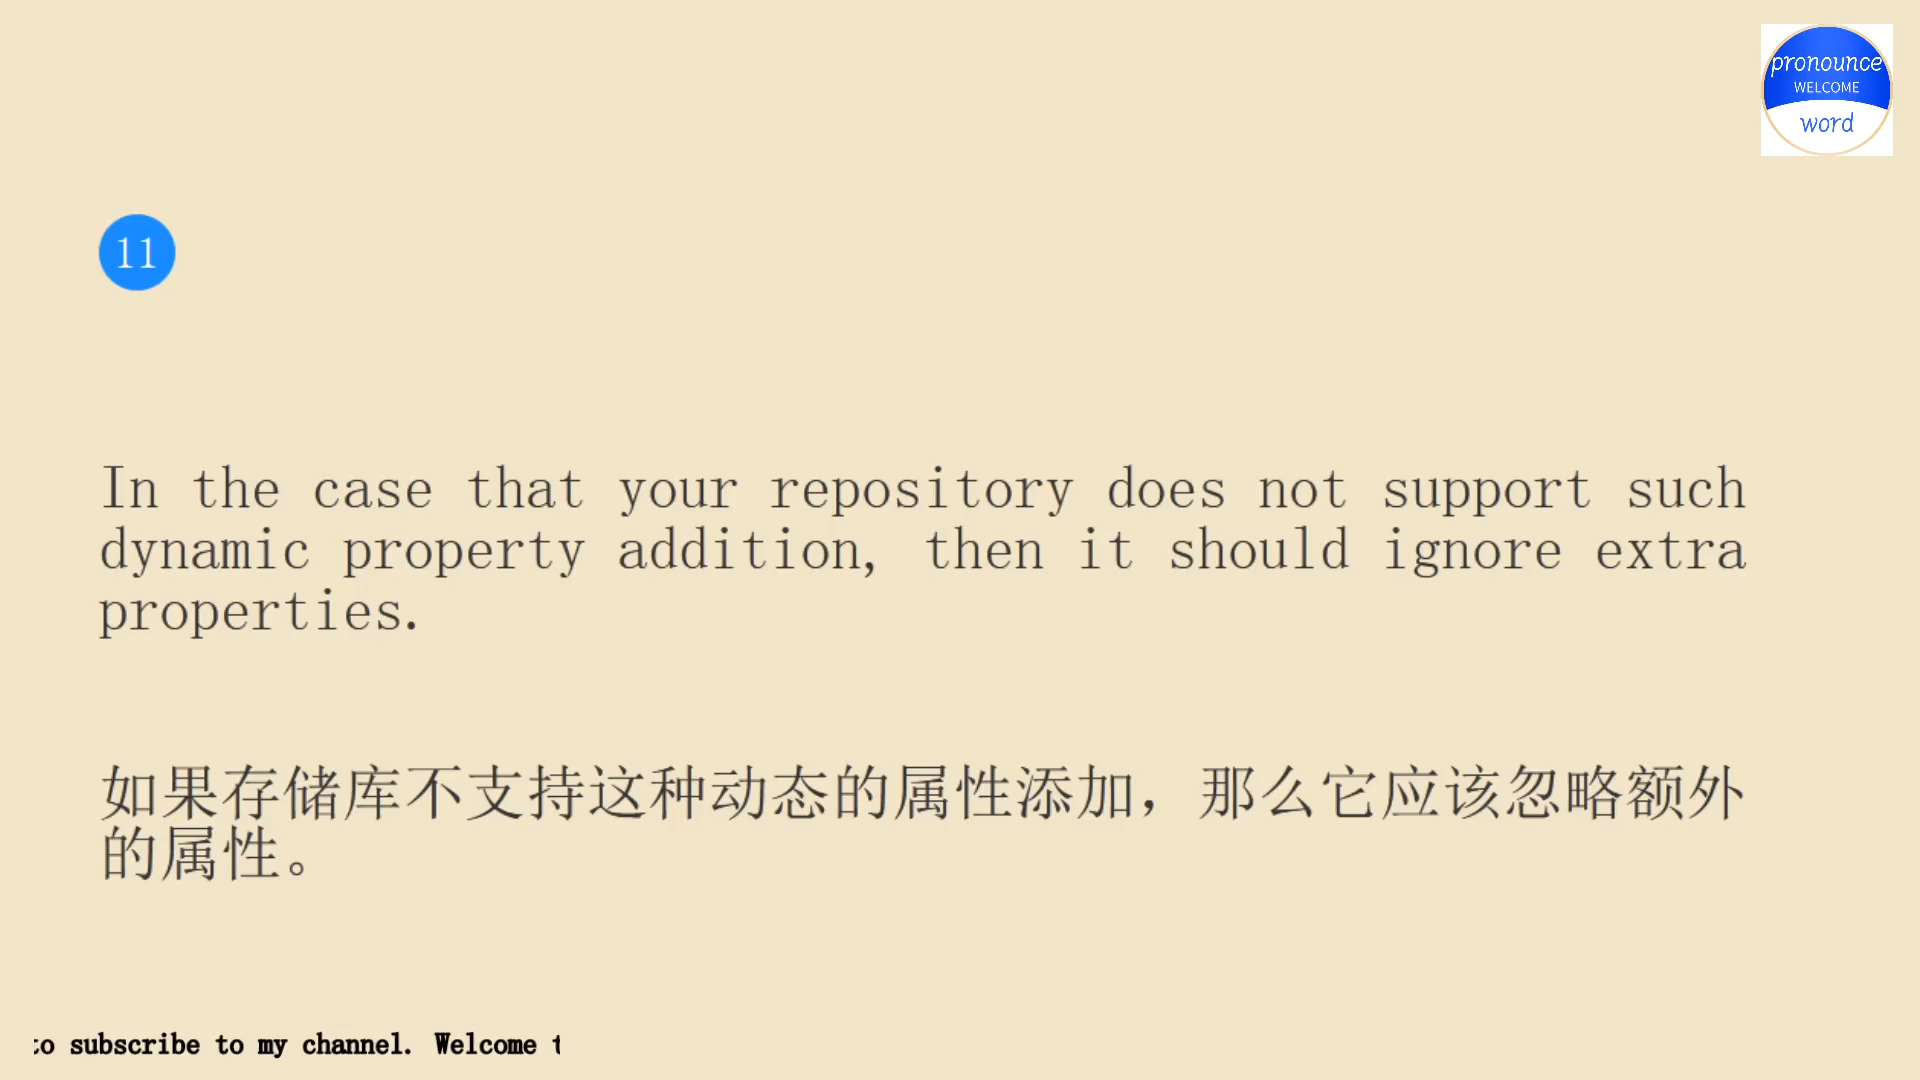 pronounce
WELCOME
word
11
In the case that your repository does not support such
dynamic property addition, then it should ignore extra
properties.
如果存储库不支持这种动态的属性添加，那么它应该忽略额外
的属性。
to subscribe to my channel. Welcome t